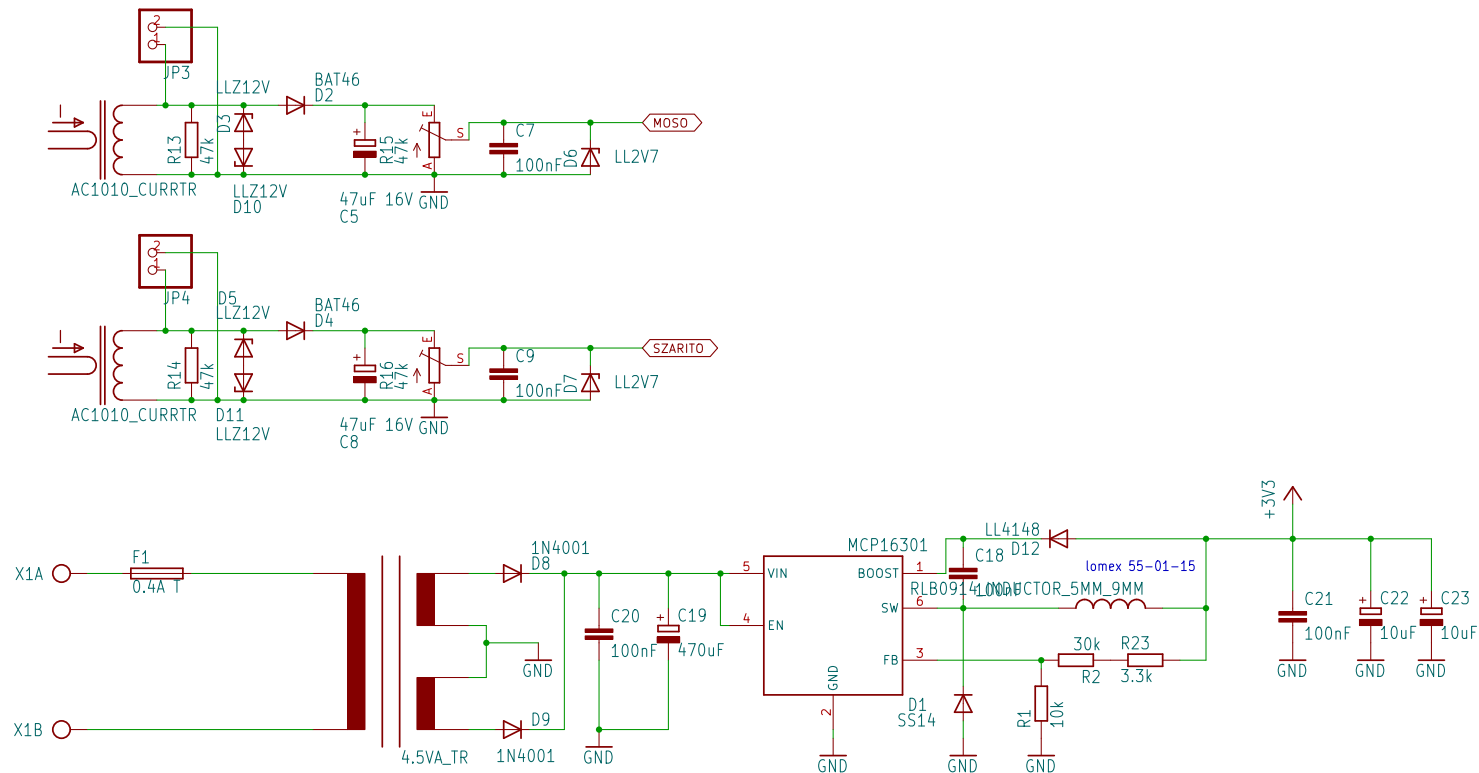 2
1
JP3
LLZ12V
BAT46
D2
I
D3
R13
47k
+
R15
47k
E
S
A
C7
100nF
D6
LL2V7
MOSO
AC1010_CURRTR
LLZ12V
D10
47uF 16V
C5
GND
2
1
JP4
D5
LLZ12V
BAT46
D4
I
R14
47k
+
R16
47k
E
S
A
C9
100nF
D7
LL2V7
SZARITO
AC1010_CURRTR
D11
LLZ12V
47uF 16V
C8
GND
X1A
F1
0.4A T
X1B
4.5VA_TR
1N4001
D8
D9
1N4001
GND
C20
100nF
+
C19
470uF
GND
MCP16301
5
VIN
4
EN
BOOST
1
SW
6
FB
3
GND
2
GND
LL4148
D12
C18
100nF
RLB0914_INDUCTOR_5MM_9MM
lomex 55-01-15
30k
R2
R23
3.3k
D1
SS14
GND
R1
10k
GND
+3V3
C21
100nF
GND
+
C22
10uF
GND
+
C23
10uF
GND